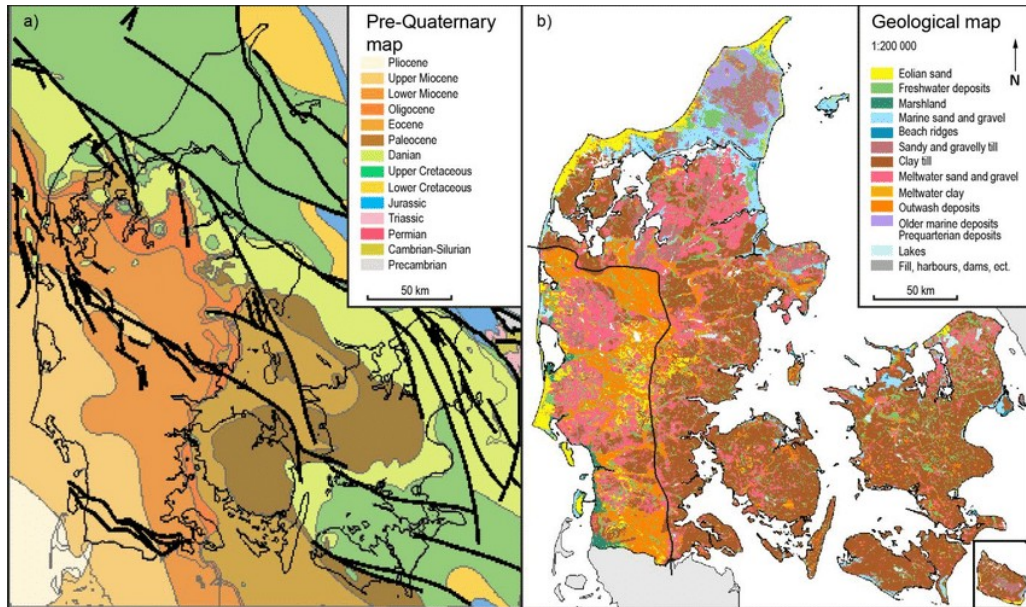 a)
Pre-Quaternary
map
Pliocene
Upper Miocene
Lower Miocene
Oligocene
Eocene
Paleocene
Danian
Upper Cretaceous
Lower Cretaceous
Jurassic
Triassic
Permian
Cambrian-Silurian
Precambrian
50 km
b)
Geological map
1:200 000
N
Eolian sand
Freshwater deposits
Marshland
Marine sand and gravel
Beach ridges
Sandy and gravelly till
Clay till
Meltwater sand and gravel
Meltwater clay
Outwash deposits
Older marine deposits
Prequarterian deposits
Lakes
Fill, harbours, dams, ect.
50 km